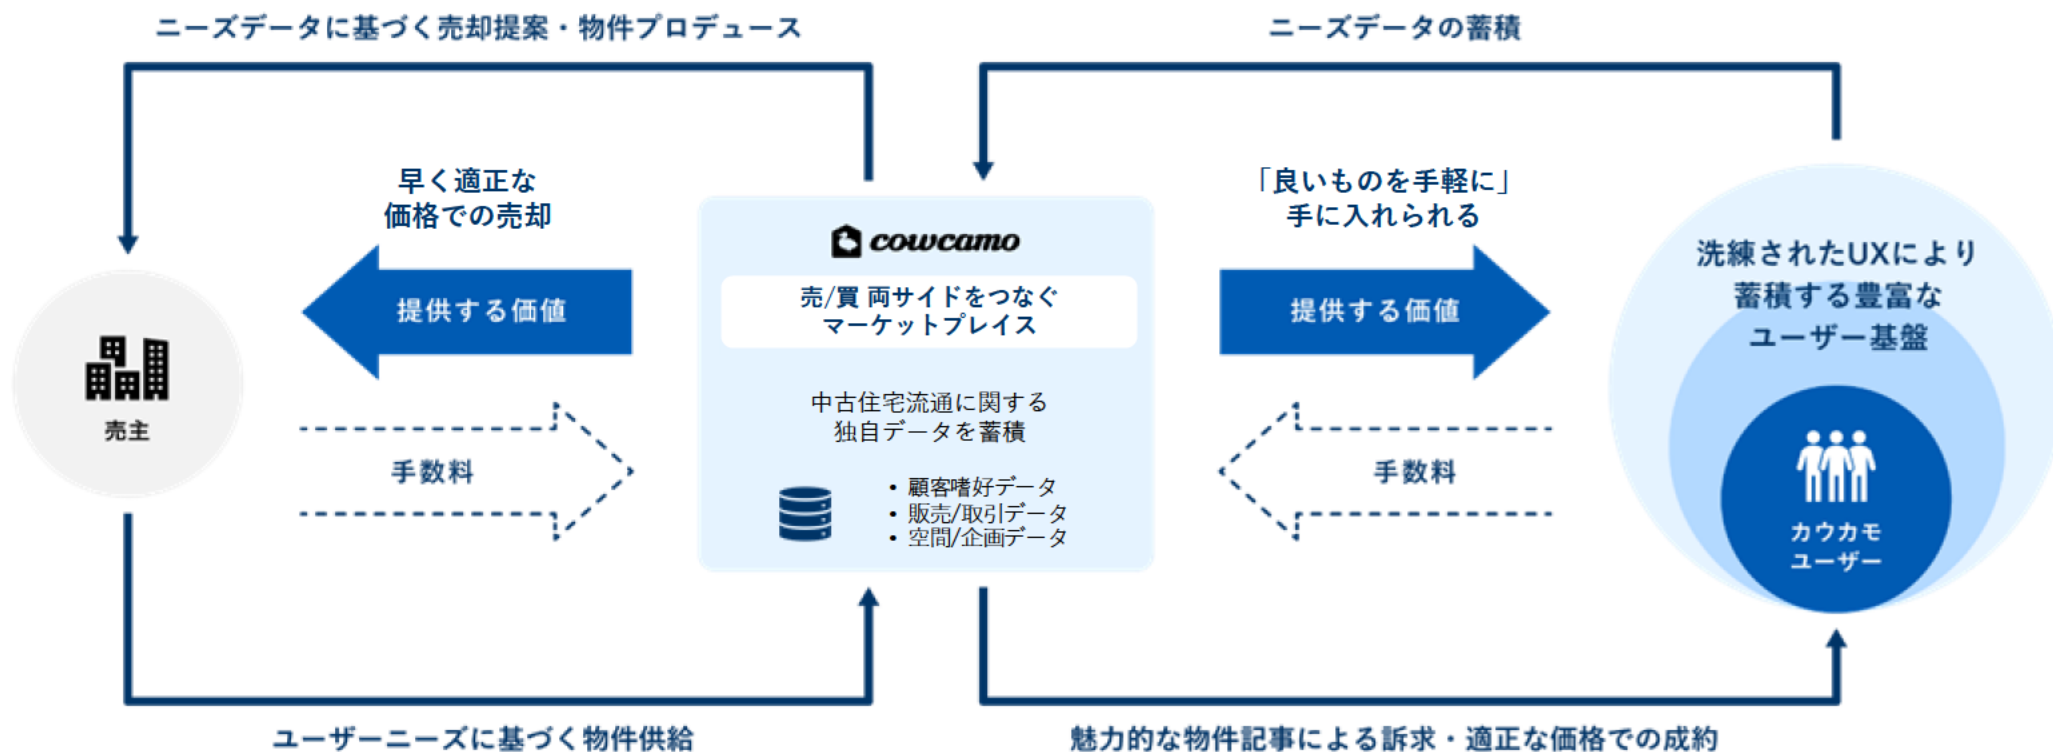 ニーズデータに基づく売却提案・物件プロデュース
ニーズデータの蓄積
早く適正な
価格での売却
提供する価値
売主
手数料
cowcamo
売/買 両サイドをつなぐ
マーケットプレイス
中古住宅流通に関する
独自データを蓄積
• 顧客嗜好データ
• 販売/取引データ
• 空間/企画データ
「良いものを手軽に」
手に入れられる
提供する価値
手数料
洗練されたUXにより
蓄積する豊富な
ユーザー基盤
カウカモ
ユーザー
ユーザーニーズに基づく物件供給
魅力的な物件記事による訴求・適正な価格での成約